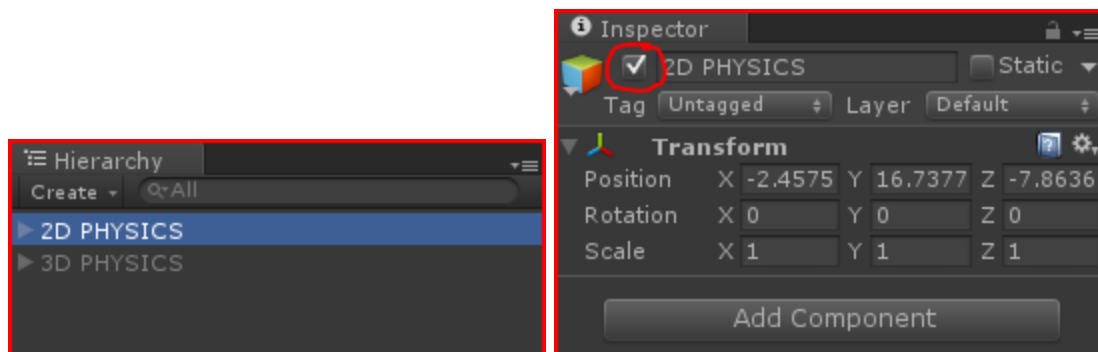 Hierarchy
Create All
2D PHYSICS
3D PHYSICS
Inspector
2D PHYSICS Static
Tag Untagged Layer Default
Transform
Position X -2.4575 Y 16.7377 Z -7.8636
Rotation X 0 Y 0 Z 0
Scale X 1 Y 1 Z 1
Add Component